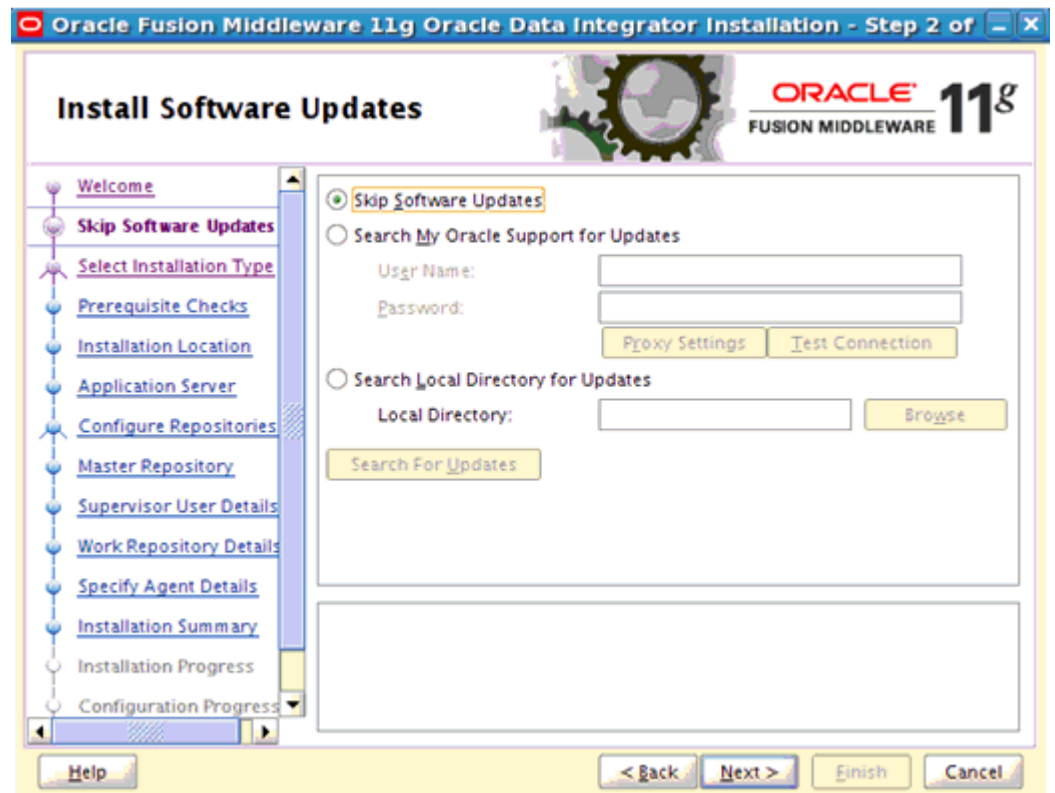 Oracle Fusion Middleware 11g Oracle Data Integrator Installation - Step 2 of
Install Software Updates
ORACLE
FUSION MIDDLEWARE
11g
Welcome
Skip Software Updates
Select Installation Type
Prerequisite Checks
Installation Location
Application Server
Configure Repositories
Master Repository
Supervisor User Details
Work Repository Details
Specify Agent Details
Installation Summary
Installation Progress
Configuration Progress
Skip Software Updates
Search My Oracle Support for Updates
User Name:
Password:
Proxy Settings
Test Connection
Search Local Directory for Updates
Local Directory:
Browse
Search For Updates
Help
< Back
Next >
Finish
Cancel